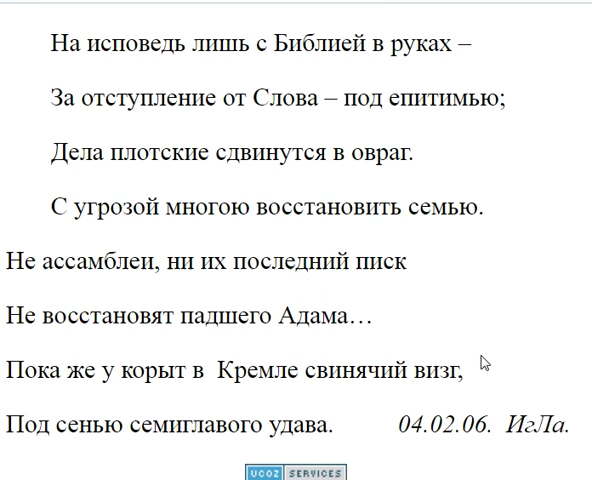 На исповедь лишь с Библией в руках –
За отступление от Слова – под епитимью;
Дела плотские сдвинутся в овраг.
С угрозой многою восстановить семью.
Не ассамблеи, ни их последний писк
Не восстановят падшего Адама…
Пока же у корыт в  Кремле свинячий визг,
Под сенью семиглавого удава. 04.02.06. ИгЛа.
UCOZ SERVICES